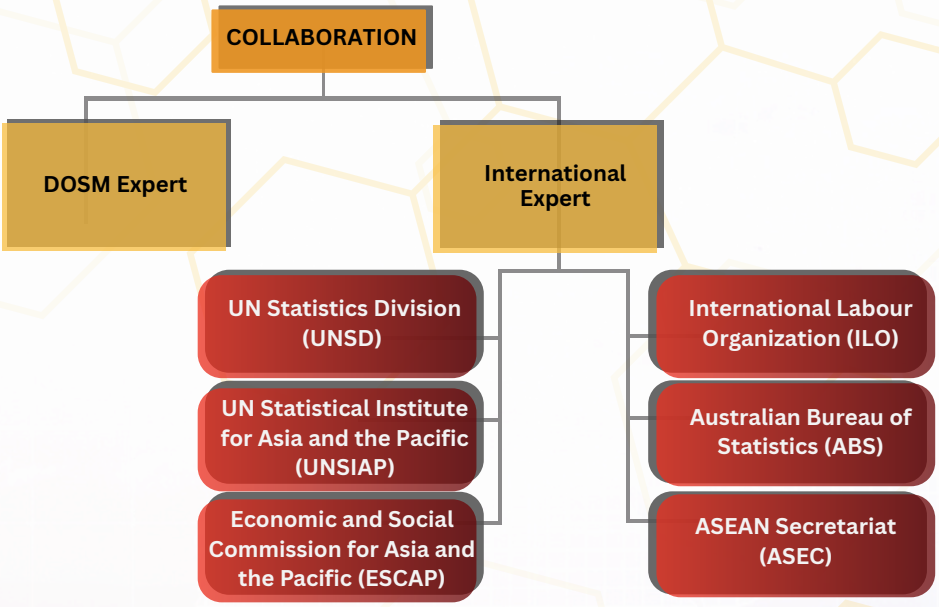 COLLABORATION
DOSM Expert
International
Expert
UN Statistics Division
(UNSD)
UN Statistical Institute
for Asia and the Pacific
(UNSIAP)
Economic and Social
Commission for Asia and
the Pacific (ESCAP)
International Labour
Organization (ILO)
Australian Bureau of
Statistics (ABS)
ASEAN Secretariat
(ASEC)